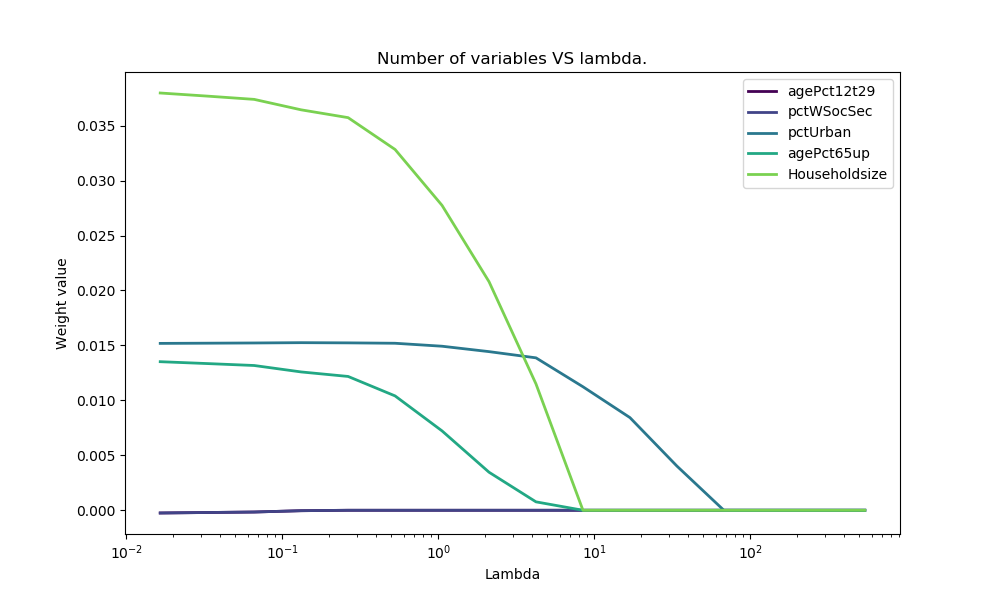 Number of variables VS lambda.
agePct12t29
pctWSocSec
pctUrban
agePct65up
Householdsize
Weight value
0.035
0.030
0.025
0.020
0.015
0.010
0.005
0.000
10⁻² 10⁻¹ 10⁰ 10¹ 10²
Lambda